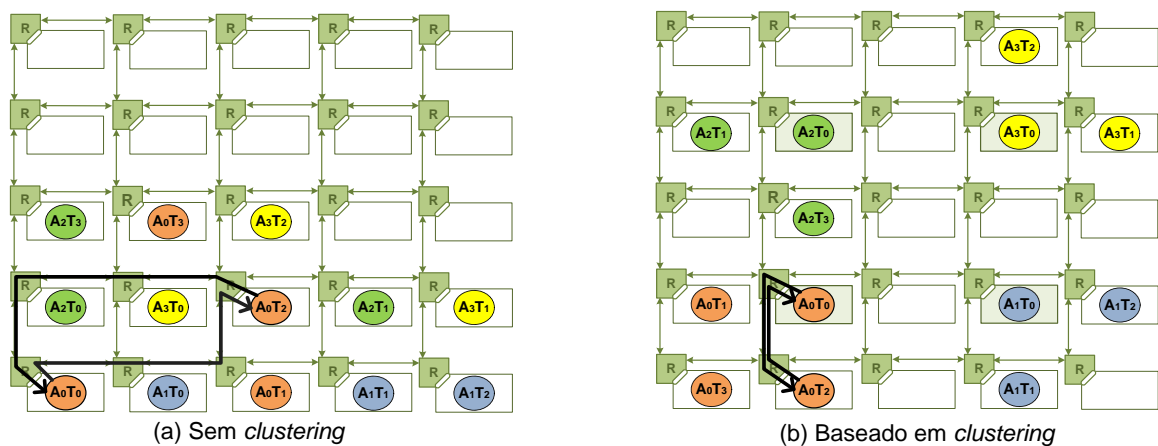 R R R R R
R R R R R
R R R R R
A₂T₃ A₀T₃ A₃T₂
R R R R R
A₂T₀ A₃T₀ A₀T₂ A₂T₁ A₃T₁
R R R R R
A₀T₀ A₁T₀ A₀T₁ A₁T₁ A₁T₂
(a) Sem clustering
R R R R R
A₃T₂
R R R R R
A₂T₁ A₂T₀ A₃T₀ A₃T₁
R R R R R
A₂T₃
R R R R R
A₀T₁ A₀T₀ A₁T₀ A₁T₂
R R R R R
A₀T₃ A₀T₂ A₁T₁
(b) Baseado em clustering